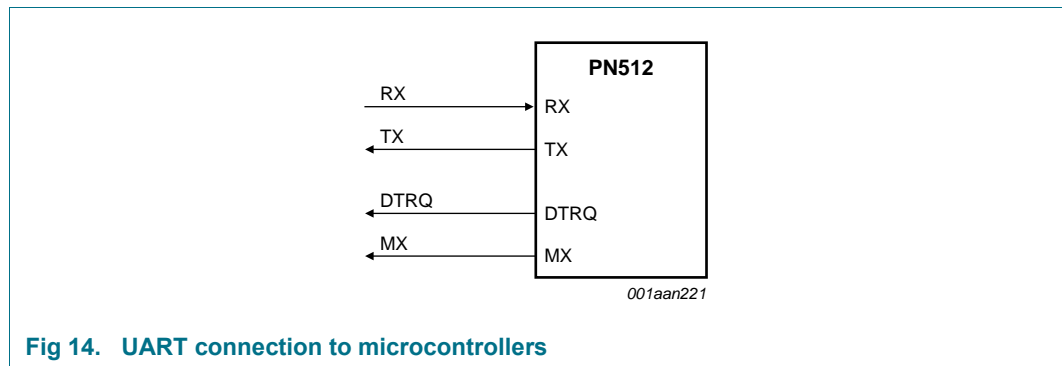 PN512
RX
RX
TX
TX
DTRQ
DTRQ
MX
MX
001aan221
Fig 14. UART connection to microcontrollers